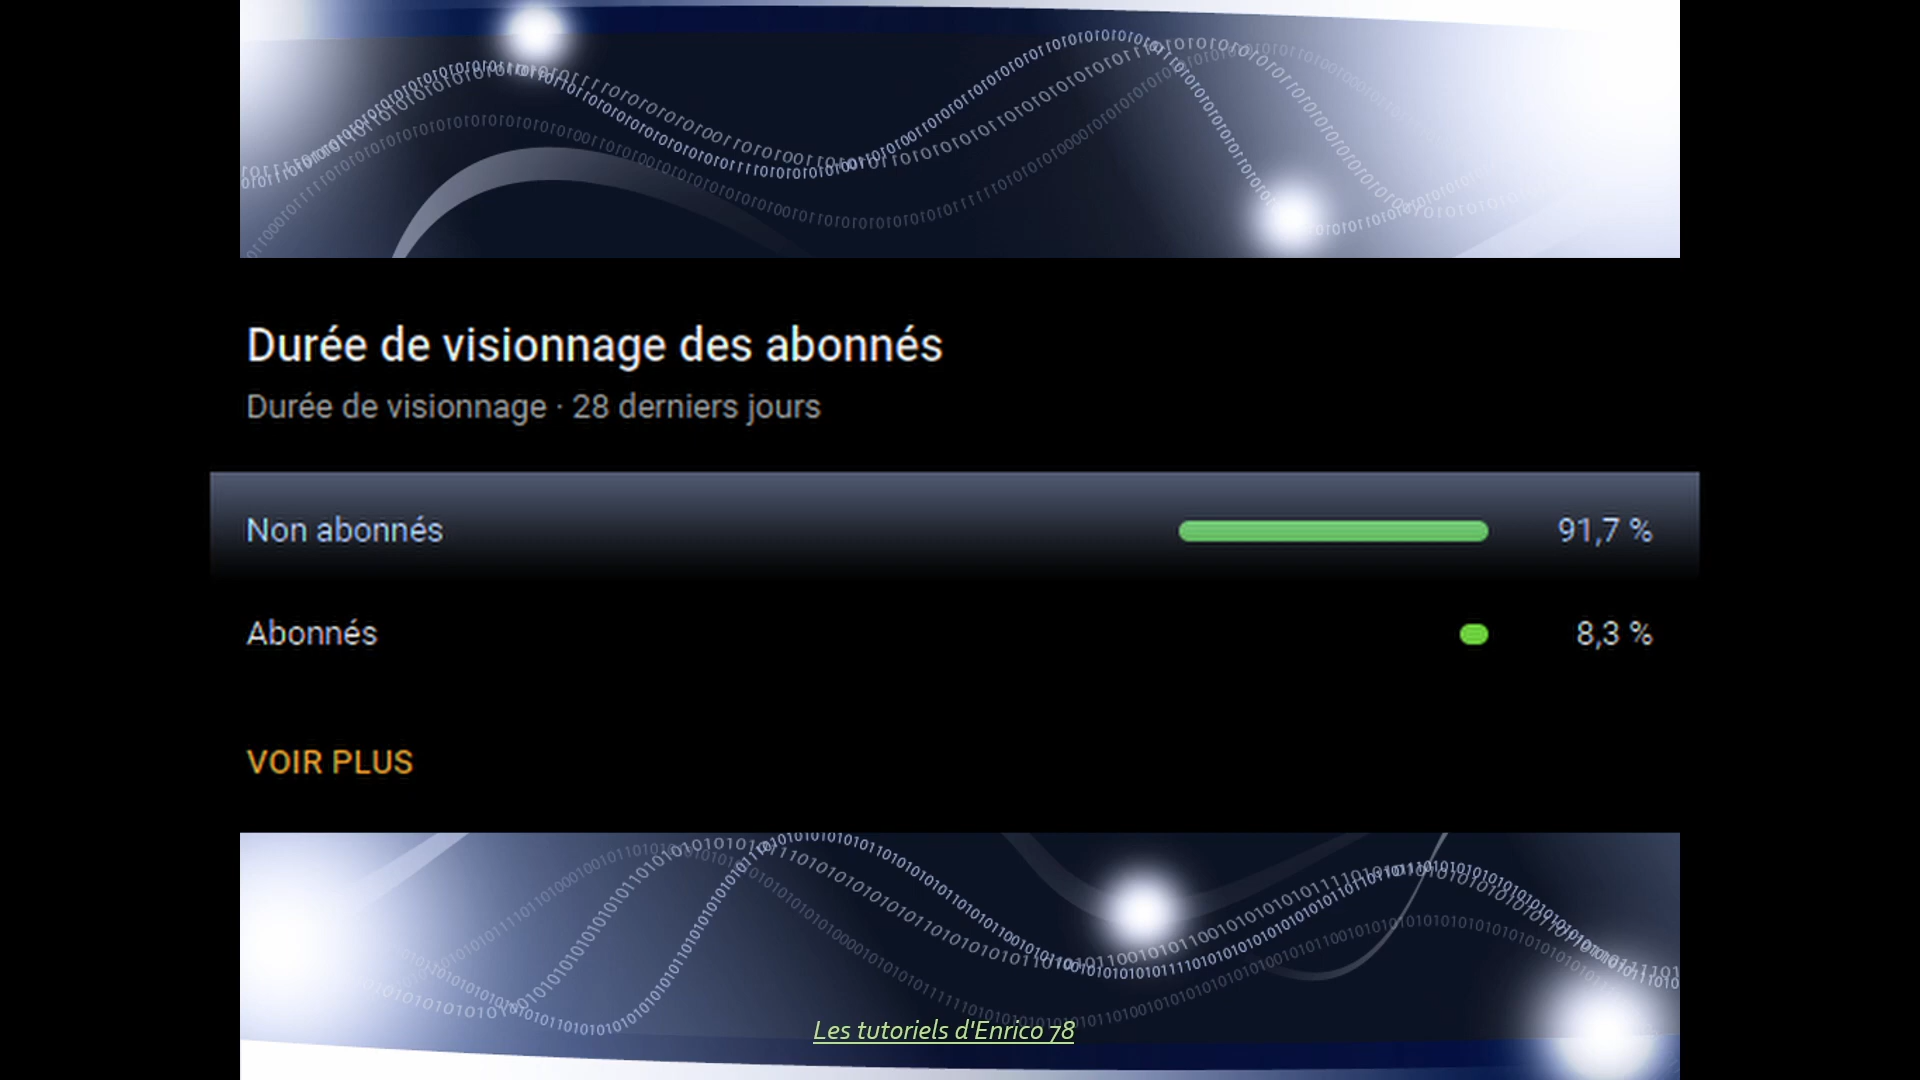 Durée de visionnage des abonnés
Durée de visionnage · 28 derniers jours
Non abonnés 91,7 %
Abonnés 8,3 %
VOIR PLUS
Les tutoriels d'Enrico 78